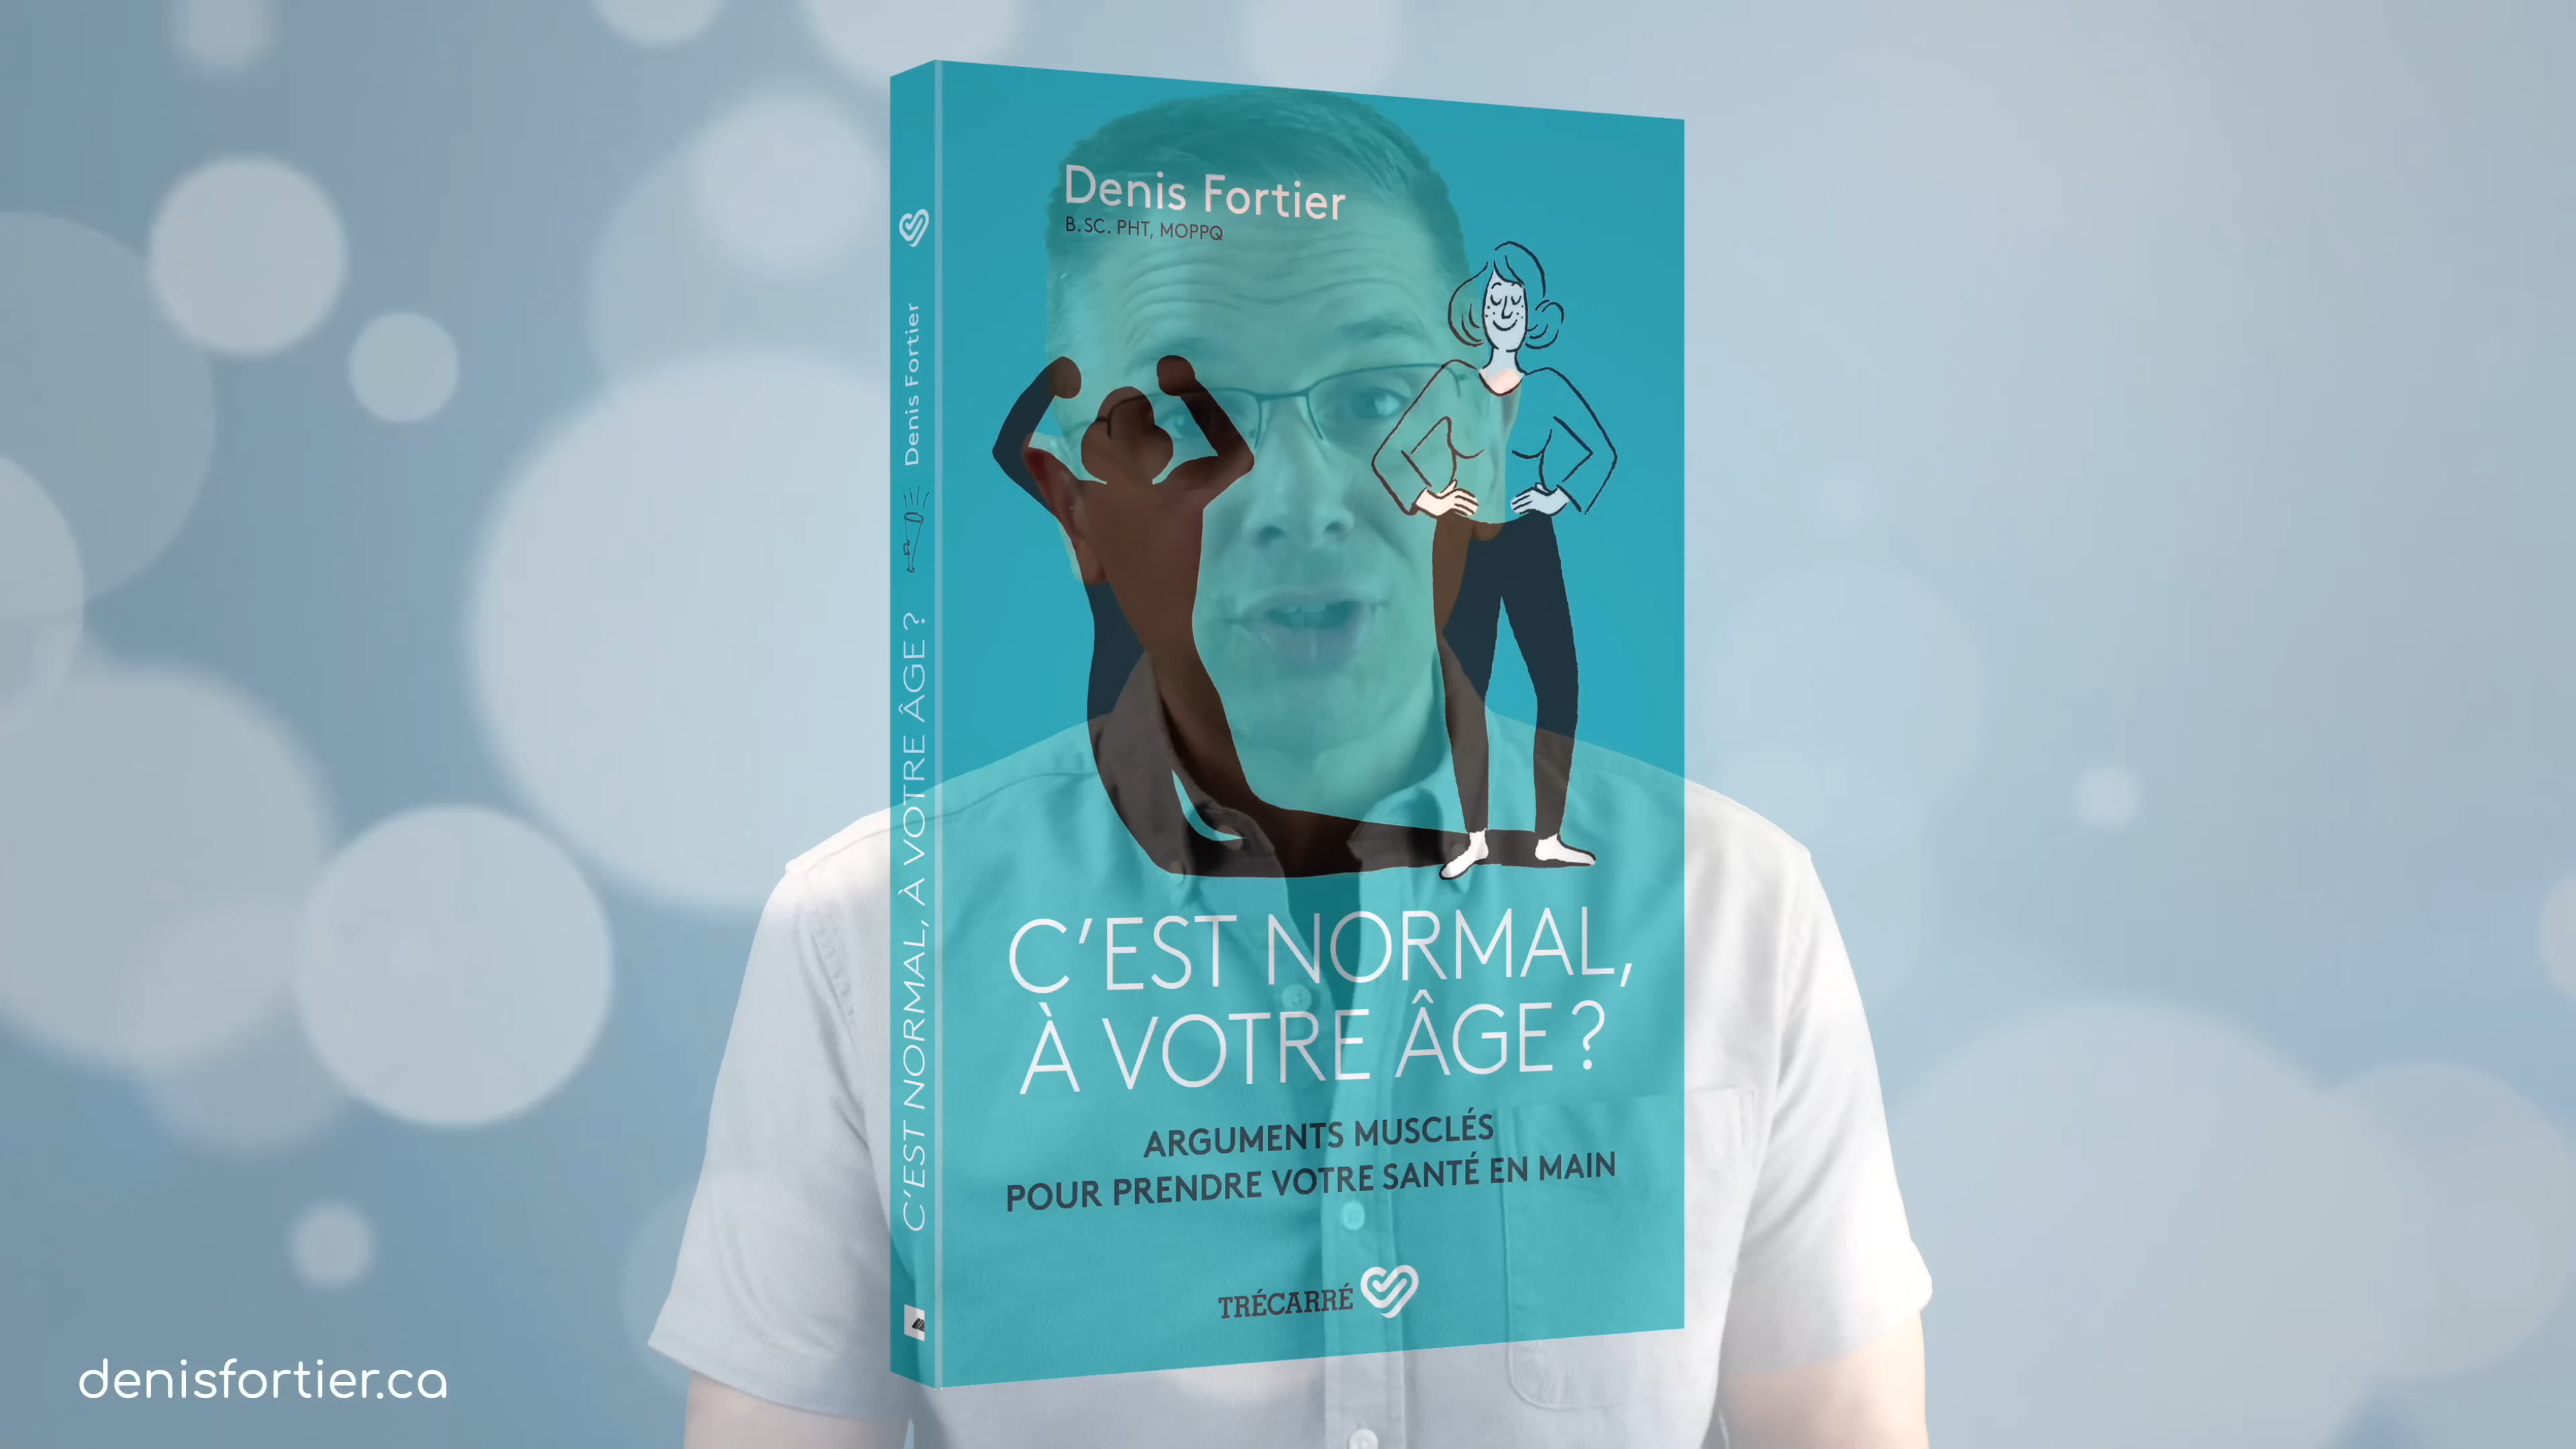 Denis Fortier
B.SC. PHT, MOPPQ
C'EST NORMAL, À VOTRE ÂGE ? Denis Fortier
C'EST NORMAL,
À VOTRE ÂGE ?
ARGUMENTS MUSCLÉS
POUR PRENDRE VOTRE SANTÉ EN MAIN
TRÉCARRÉ
denisfortier.ca